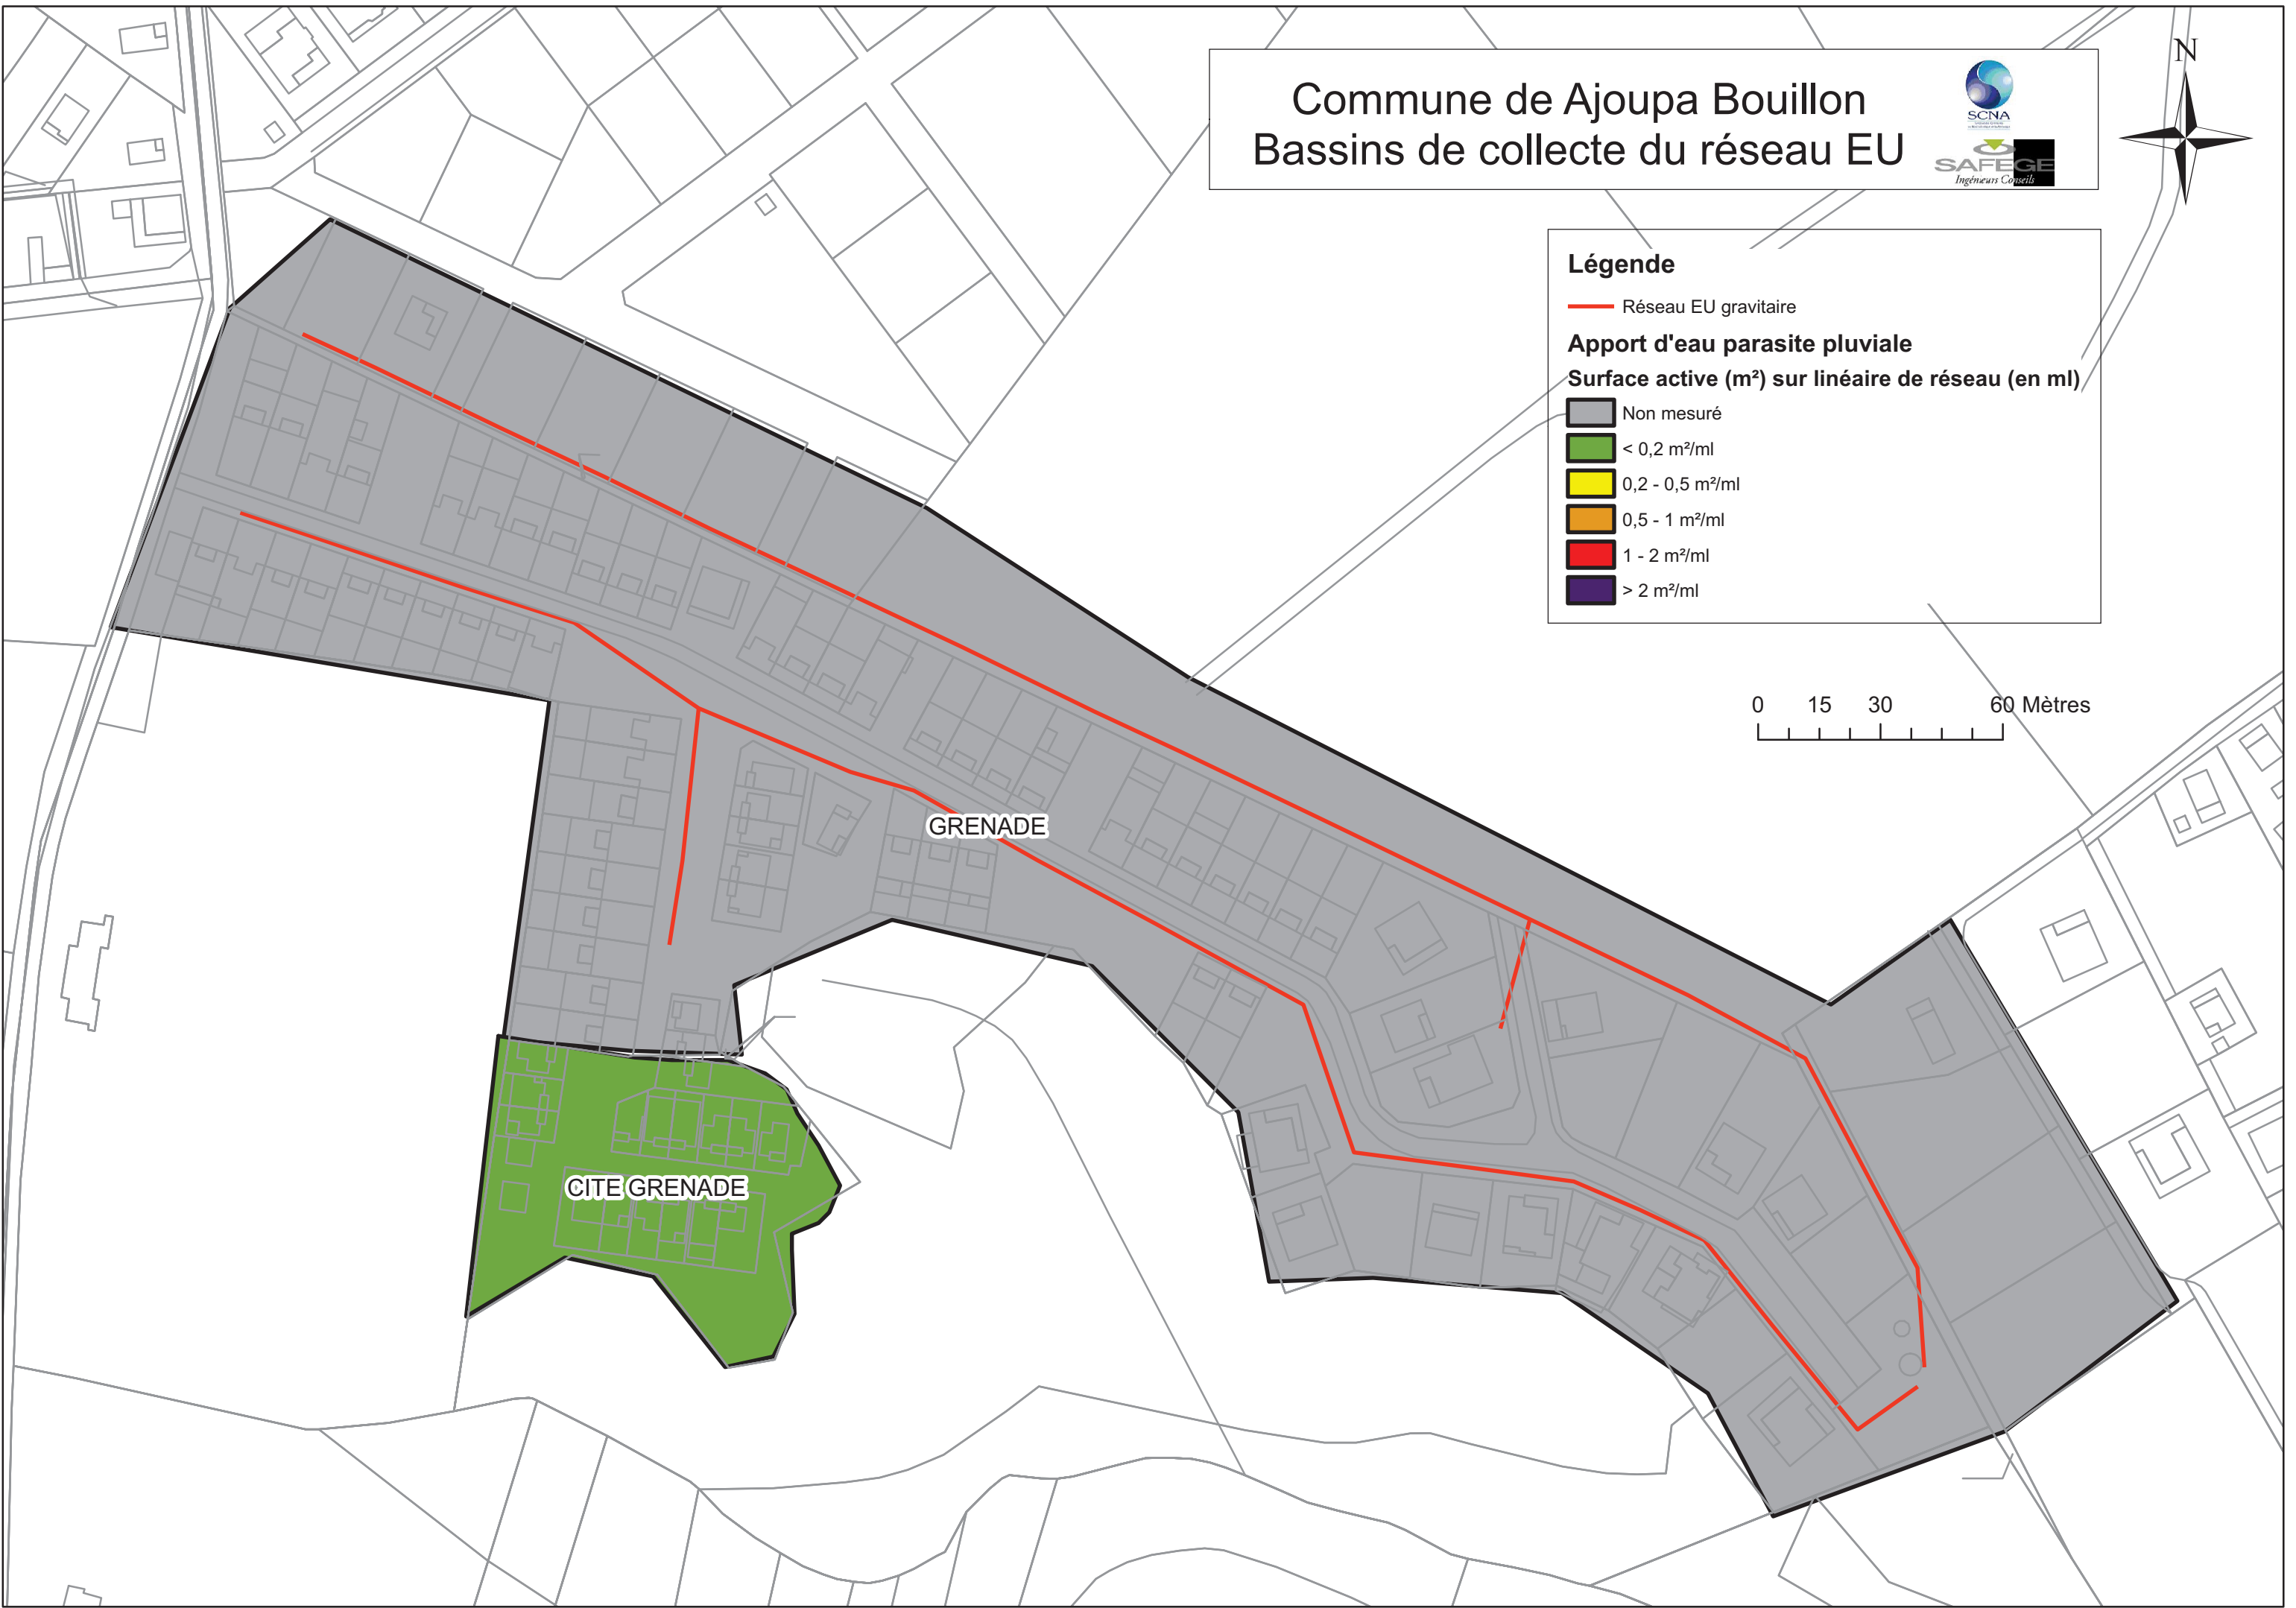 Commune de Ajoupa Bouillon
Bassins de collecte du réseau EU
SCNA
SAFEGE
Ingénieurs Conseils
N
Légende
Réseau EU gravitaire
Apport d'eau parasite pluviale
Surface active (m²) sur linéaire de réseau (en ml)
Non mesuré
< 0,2 m²/ml
0,2 - 0,5 m²/ml
0,5 - 1 m²/ml
1 - 2 m²/ml
> 2 m²/ml
0 15 30 60 Mètres
GRENADE
CITE GRENADE